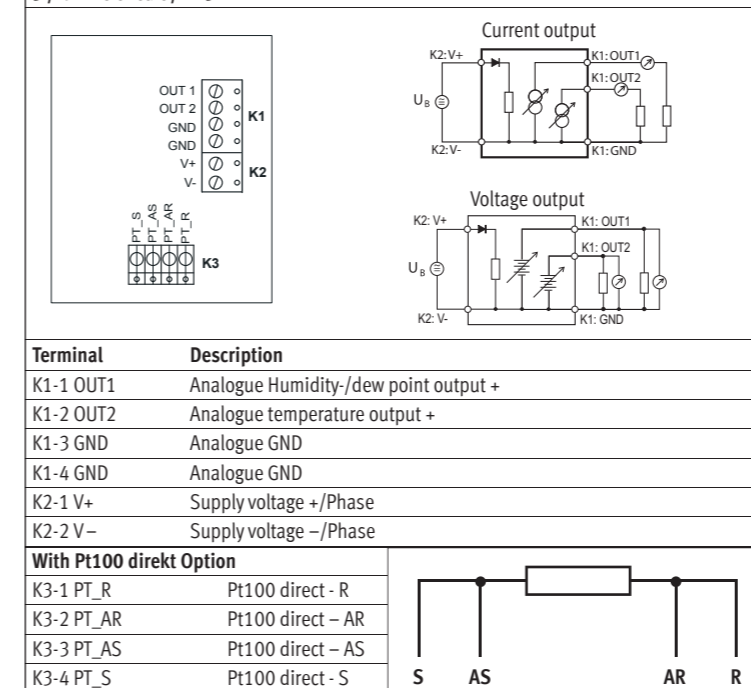 Current output
K2:V+
K1:OUT1
K1:OUT2
U B
K2:V-
K1:GND
OUT 1
OUT 2
GND
GND
K1
V+
V-
K2
PT_S
PT_AS
PT_AR
PT_R
K3
Voltage output
K2: V+
K1: OUT1
K1: OUT2
U B
K2: V-
K1: GND
Terminal Description
K1-1 OUT1 Analogue Humidity-/dew point output +
K1-2 OUT2 Analogue temperature output +
K1-3 GND Analogue GND
K1-4 GND Analogue GND
K2-1 V+ Supply voltage +/Phase
K2-2 V – Supply voltage –/Phase
With Pt100 direkt Option
K3-1 PT_R Pt100 direct - R
K3-2 PT_AR Pt100 direct – AR
K3-3 PT_AS Pt100 direct – AS
K3-4 PT_S Pt100 direct - S
S AS AR R